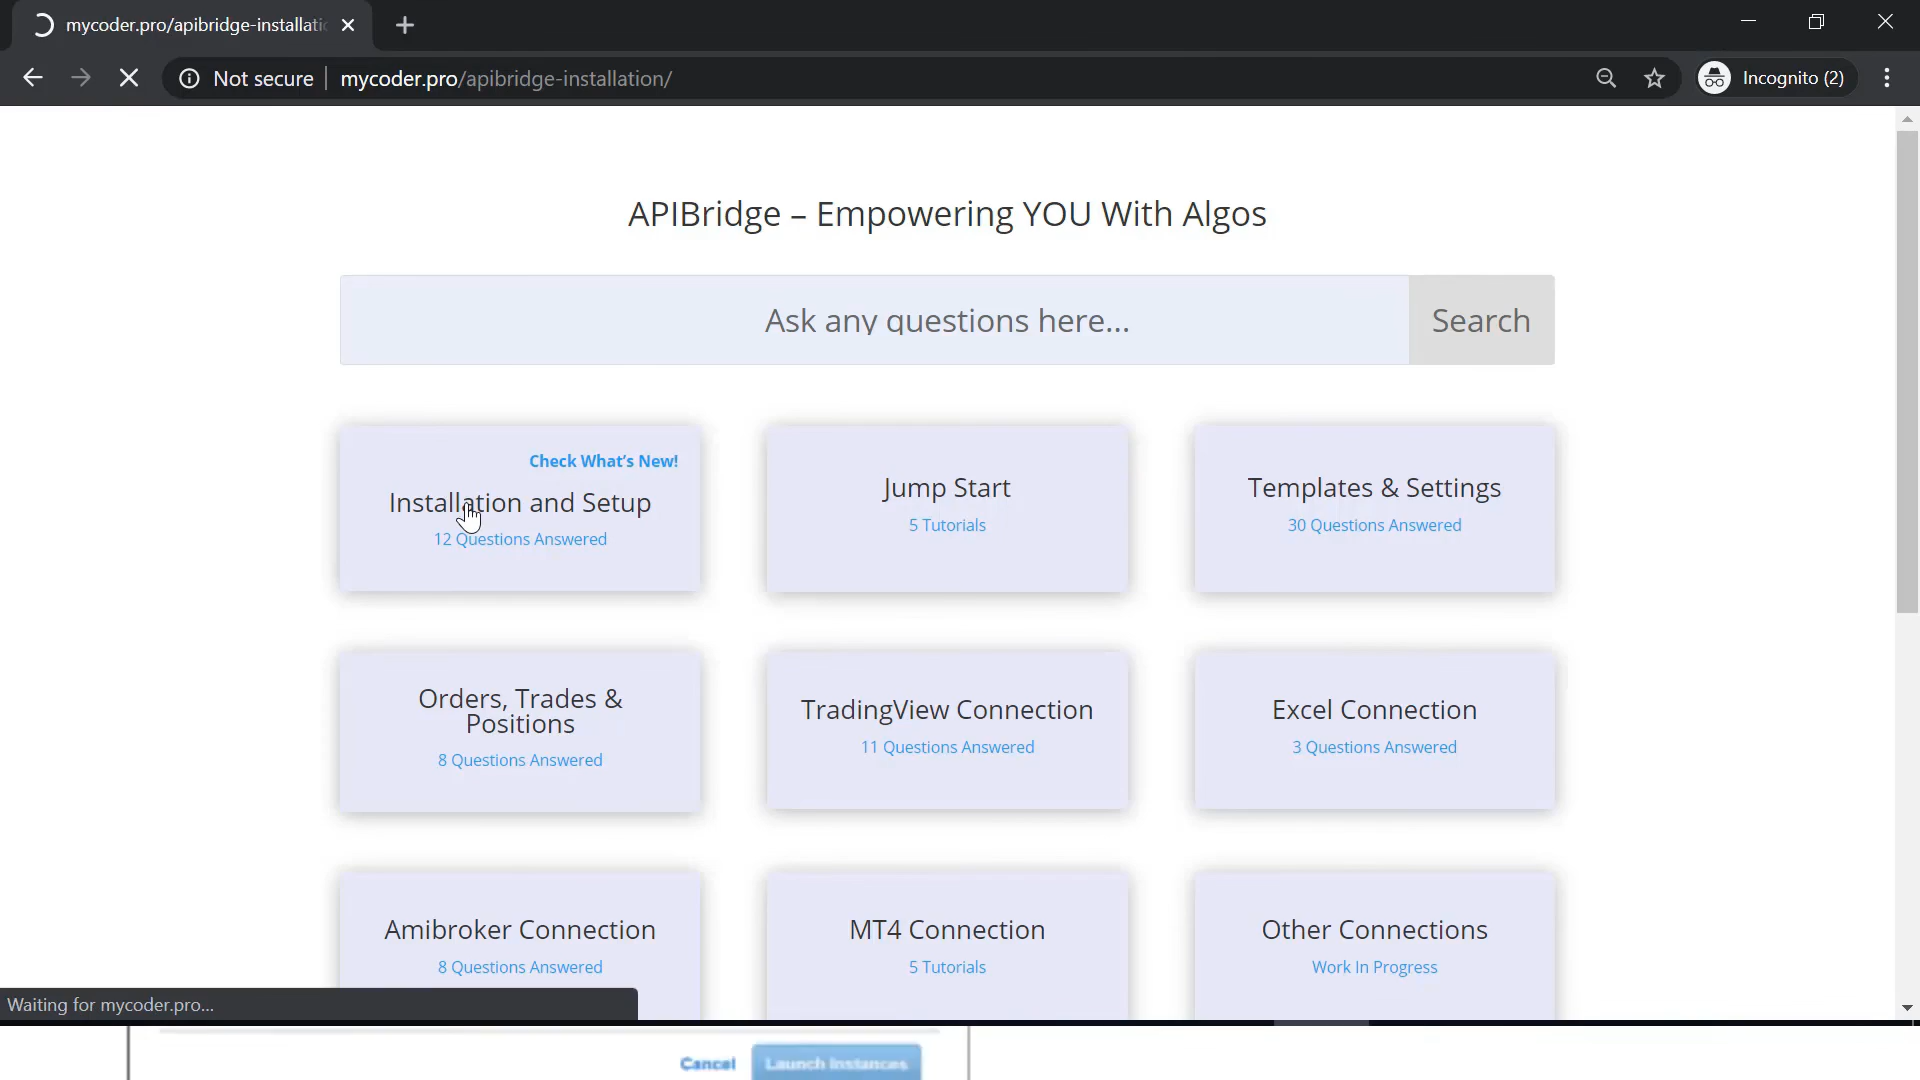 mycoder.pro/apibridge-installati
Not secure
mycoder.pro/apibridge-installation/
Incognito (2)
APIBridge – Empowering YOU With Algos
Ask any questions here...
Search
Check What's New!
Installation and Setup
12 Questions Answered
Jump Start
5 Tutorials
Templates & Settings
30 Questions Answered
Orders, Trades &
Positions
8 Questions Answered
TradingView Connection
11 Questions Answered
Excel Connection
3 Questions Answered
Amibroker Connection
8 Questions Answered
MT4 Connection
5 Tutorials
Other Connections
Work In Progress
Waiting for mycoder.pro...
Cancel
Launch Instances